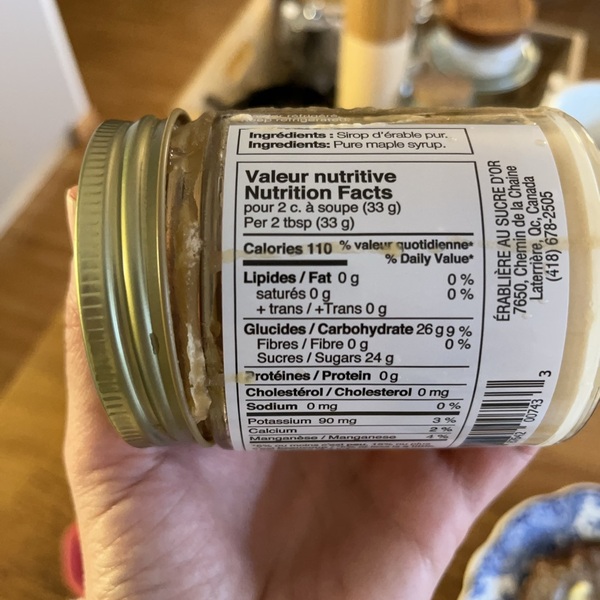 Ingrédients : Sirop d'érable pur.
Ingredients: Pure maple syrup.
Valeur nutritive
Nutrition Facts
pour 2 c. à soupe (33 g)
Per 2 tbsp (33 g)
Calories 110 % valeur quotidienne*
% Daily Value*
Lipides / Fat 0 g 0 %
saturés 0 g 0 %
+ trans / +Trans 0 g
Glucides / Carbohydrate 26 g 9 %
Fibres / Fibre 0 g 0 %
Sucres / Sugars 24 g
Protéines / Protein 0 g
Cholestérol / Cholesterol 0 mg
Sodium 0 mg 0 %
Potassium 90 mg 3 %
Calcium 2 %
Manganèse / Manganese 4 %
ÉRABLIÈRE AU SUCRE D'OR
7650, Chemin de la Chaine
Laterrière, Qc, Canada
(418) 678-2505
00743 3